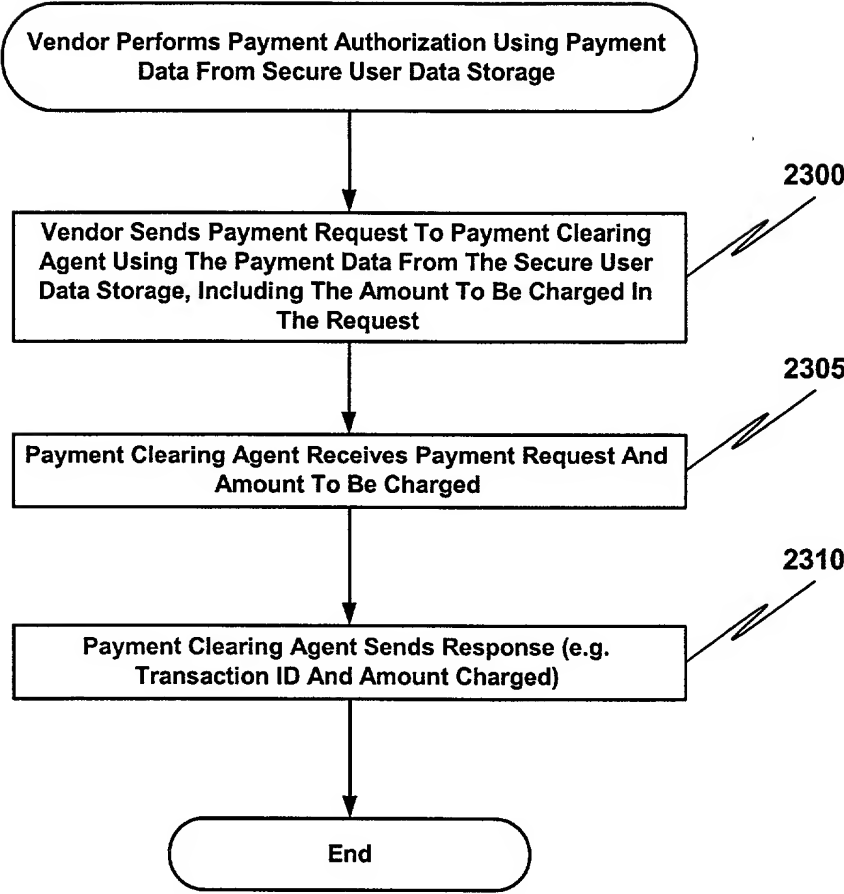 Vendor Performs Payment Authorization Using Payment
Data From Secure User Data Storage
2300
Vendor Sends Payment Request To Payment Clearing
Agent Using The Payment Data From The Secure User
Data Storage, Including The Amount To Be Charged In
The Request
2305
Payment Clearing Agent Receives Payment Request And
Amount To Be Charged
2310
Payment Clearing Agent Sends Response (e.g.
Transaction ID And Amount Charged)
End